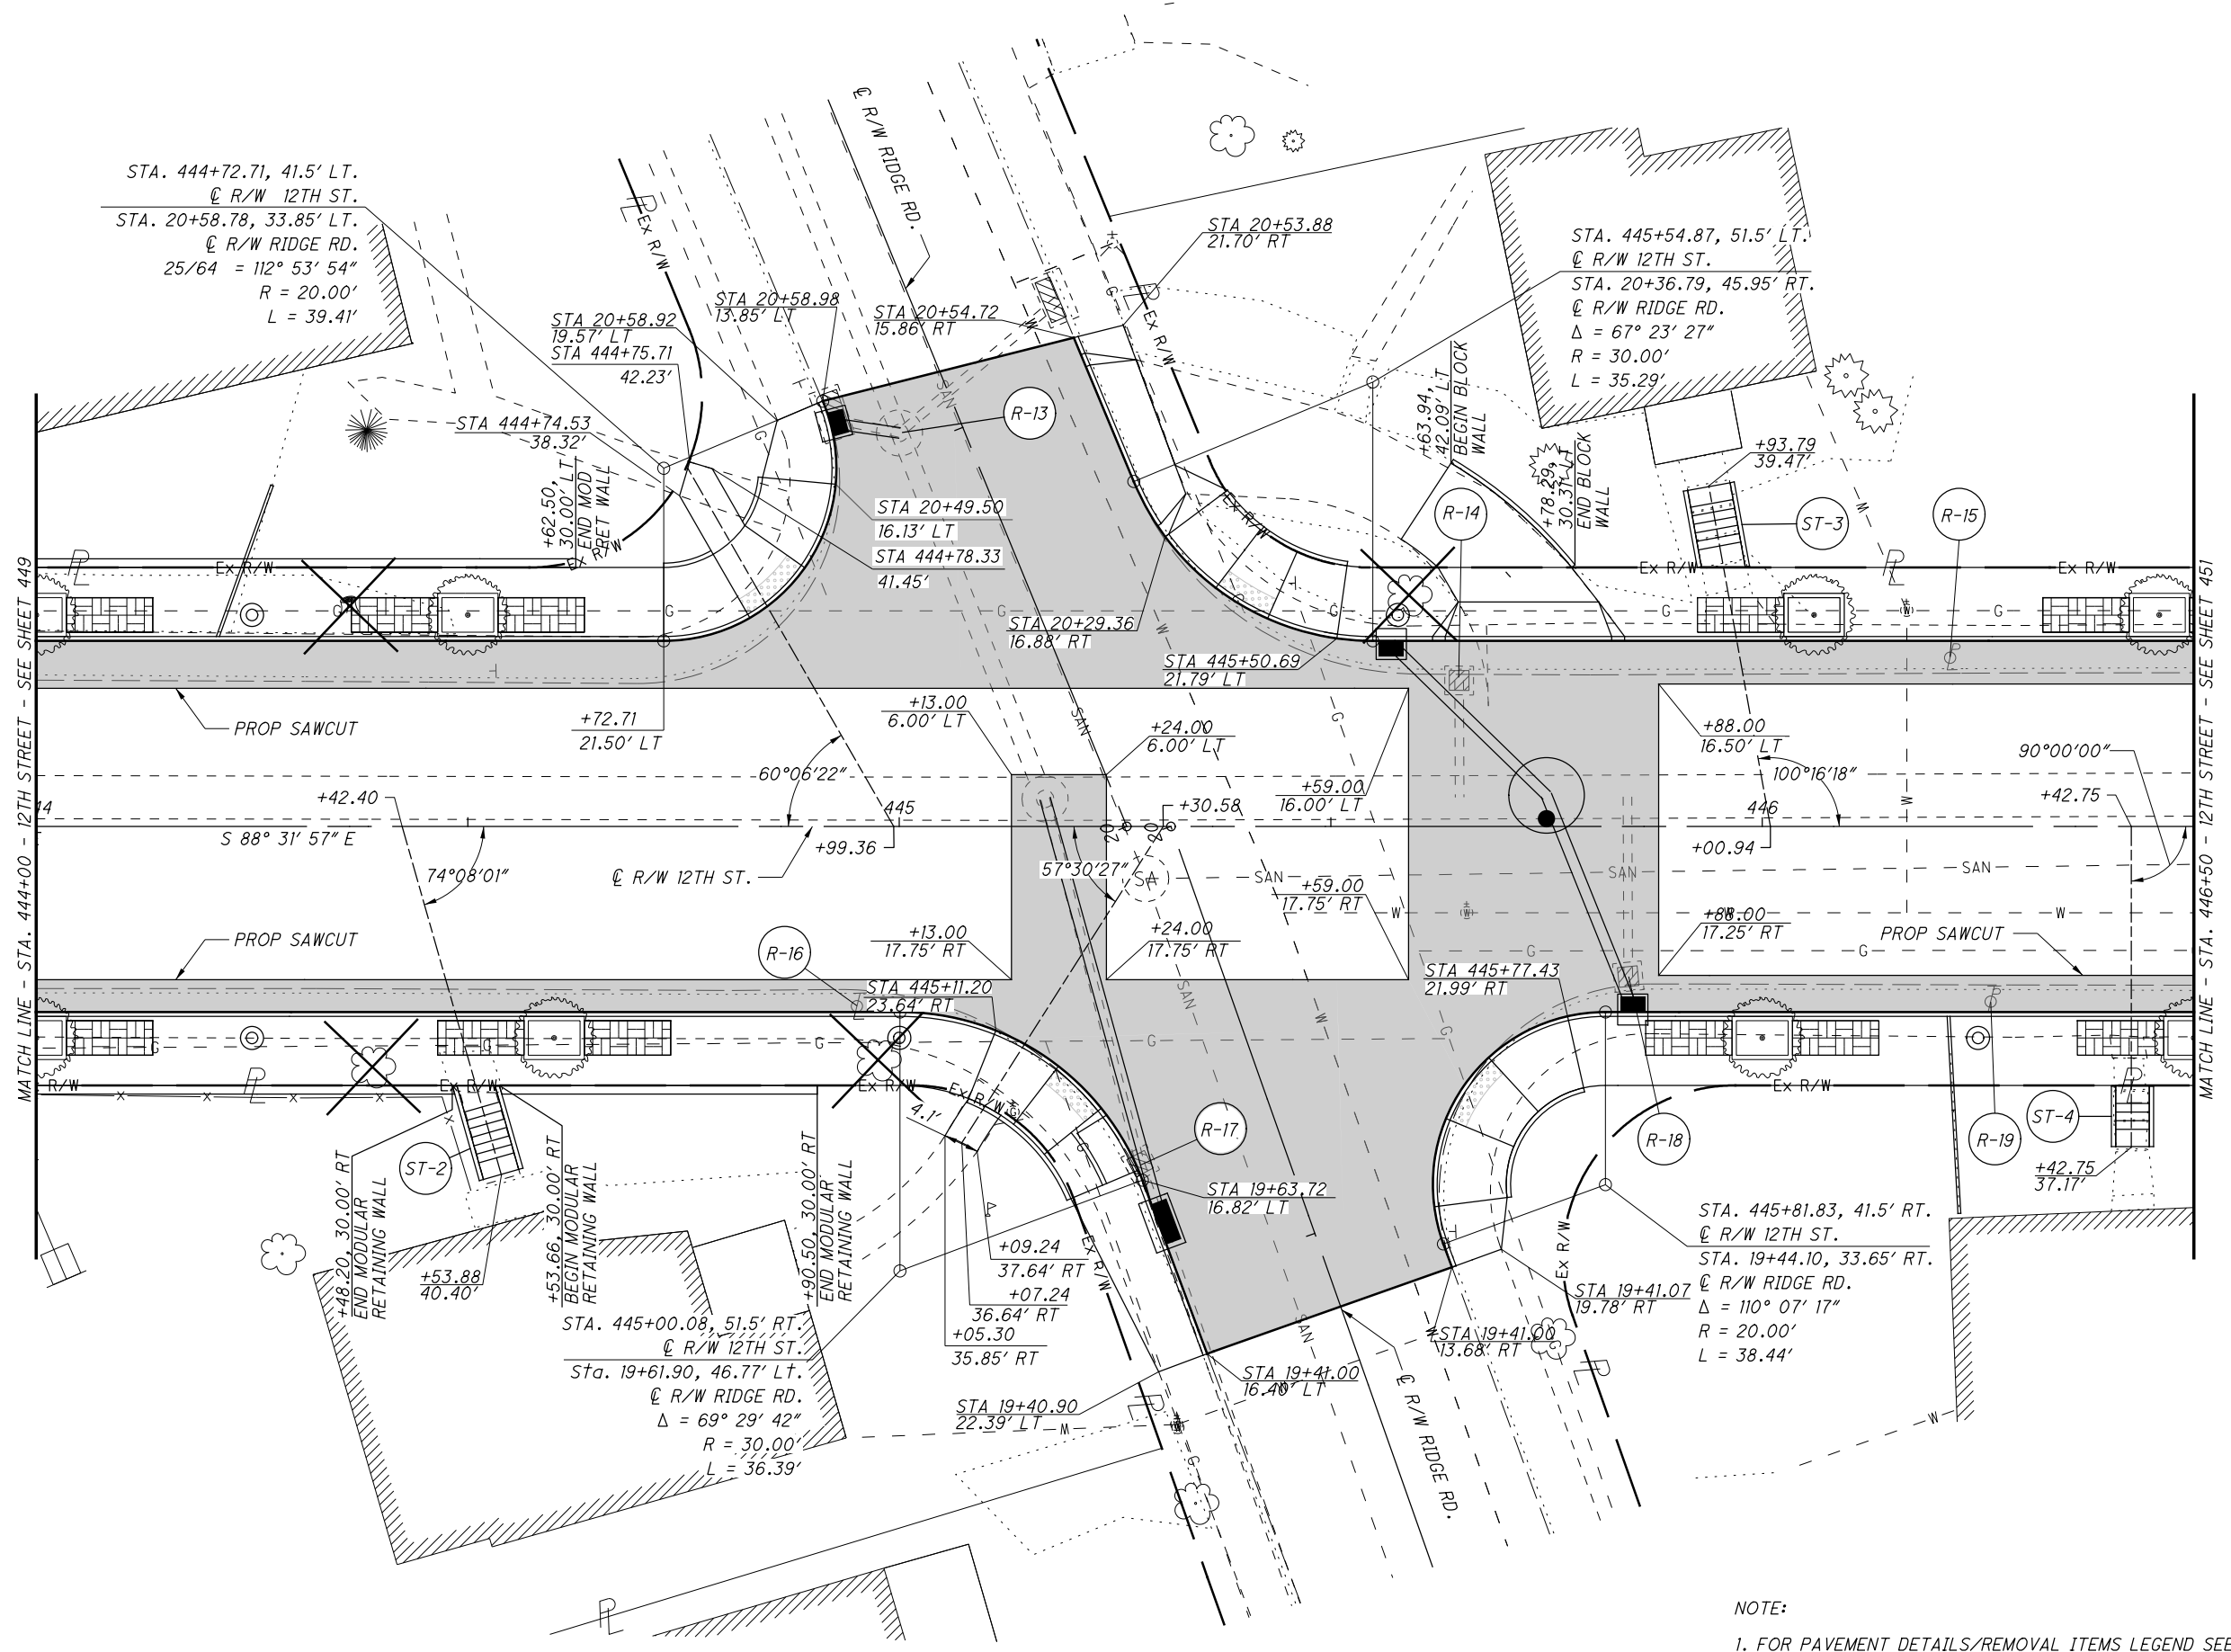 STA. 444+72.71, 41.5' LT.
℄ R/W 12TH ST.
STA. 20+58.78, 33.85' LT.
℄ R/W RIDGE RD.
25/64 = 112° 53' 54"
R = 20.00'
L = 39.41'
℄ R/W RIDGE RD.
Ex R/W
STA 20+53.88
21.70' RT
STA. 445+54.87, 51.5' LT.
℄ R/W 12TH ST.
STA. 20+36.79, 45.95' RT.
℄ R/W RIDGE RD.
Δ = 67° 23' 27"
R = 30.00'
L = 35.29'
STA 20+58.98
13.85' LT
STA 20+58.92
19.57' LT
STA 444+75.71
42.23'
STA 20+54.72
15.86' RT
Ex R/W
R-13
STA 444+74.53
38.32'
+62.50,
30.00' LT
END MOD
RET WALL
+63.94,
42.09' LT
BEGIN BLOCK
WALL
+78.29,
30.31' LT
END BLOCK
WALL
+93.79
39.47'
STA 20+49.50
16.13' LT
STA 444+78.33
41.45'
R-14
ST-3
R-15
Ex R/W
Ex R/W
Ex R/W
Ex R/W
Ex R/W
STA 20+29.36
16.88' RT
STA 445+50.69
21.79' LT
MATCH LINE - STA. 444+00 - 12TH STREET - SEE SHEET 449
MATCH LINE - STA. 446+50 - 12TH STREET - SEE SHEET 451
PROP SAWCUT
+72.71
21.50' LT
+13.00
6.00' LT
+24.00
6.00' LT
+88.00
16.50' LT
90°00'00"
60°06'22"
100°16'18"
+59.00
16.00' LT
+42.40
+30.58
+42.75
44
445
446
S 88° 31' 57" E
+99.36
20
20
+00.94
74°08'01"
℄ R/W 12TH ST.
57°30'27"
SA
SAN
SAN
SAN
+59.00
17.75' RT
+88.00
17.25' RT
PROP SAWCUT
+13.00
17.75' RT
+24.00
17.75' RT
PROP SAWCUT
R-16
STA 445+11.20
23.64' RT
STA 445+77.43
21.99' RT
R/W
Ex R/W
Ex R/W
Ex R/W
Ex R/W
4.1'
ST-2
R-17
R-18
R-19
ST-4
+42.75
37.17'
+48.20, 30.00' RT
END MODULAR
RETAINING WALL
+53.88
40.40'
+53.66, 30.00' RT
BEGIN MODULAR
RETAINING WALL
+90.50, 30.00' RT
END MODULAR
RETAINING WALL
STA 19+63.72
16.82' LT
Ex R/W
Ex R/W
+09.24
37.64' RT
+07.24
36.64' RT
+05.30
35.85' RT
STA. 445+81.83, 41.5' RT.
℄ R/W 12TH ST.
STA. 19+44.10, 33.65' RT.
℄ R/W RIDGE RD.
Δ = 110° 07' 17"
R = 20.00'
L = 38.44'
STA 19+41.07
19.78' RT
STA 19+41.00
13.68' RT
STA. 445+00.08, 51.5' RT.
℄ R/W 12TH ST.
Sta. 19+61.90, 46.77' Lt.
℄ R/W RIDGE RD.
Δ = 69° 29' 42"
R = 30.00'
L = 36.39'
STA 19+41.00
16.40' LT
STA 19+40.90
22.39' LT
℄ R/W RIDGE RD.
NOTE:
1. FOR PAVEMENT DETAILS/REMOVAL ITEMS LEGEND SEE